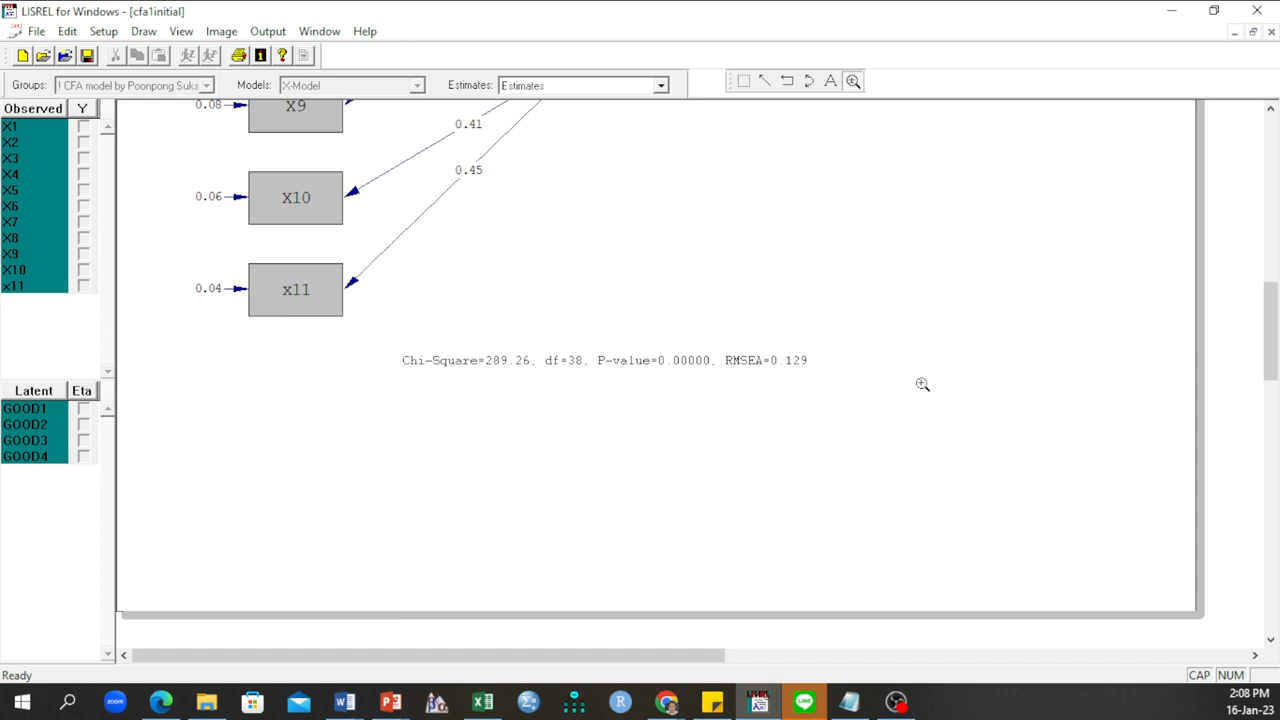 LISREL for Windows - [cfa1initial]
File Edit Setup Draw View Image Output Window Help
Groups: ! CFA model by Poonpong Suks Models: X-Model Estimates: Estimates
Observed Y
X1
X2
X3
X4
X5
X6
X7
X8
X9
X10
x11
Latent Eta
GOOD1
GOOD2
GOOD3
GOOD4
0.08 X9
0.41
0.45
0.06 X10
0.04 x11
Chi-Square=289.26, df=38, P-value=0.00000, RMSEA=0.129
Ready CAP NUM
zoom LISREL LINE
2:08 PM
16-Jan-23